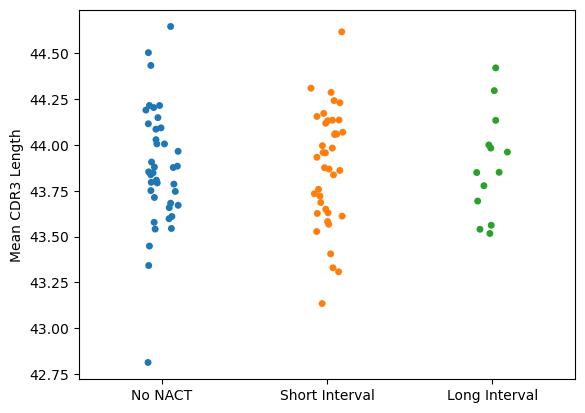 Mean CDR3 Length
44.50
44.25
44.00
43.75
43.50
43.25
43.00
42.75
No NACT
Short Interval
Long Interval